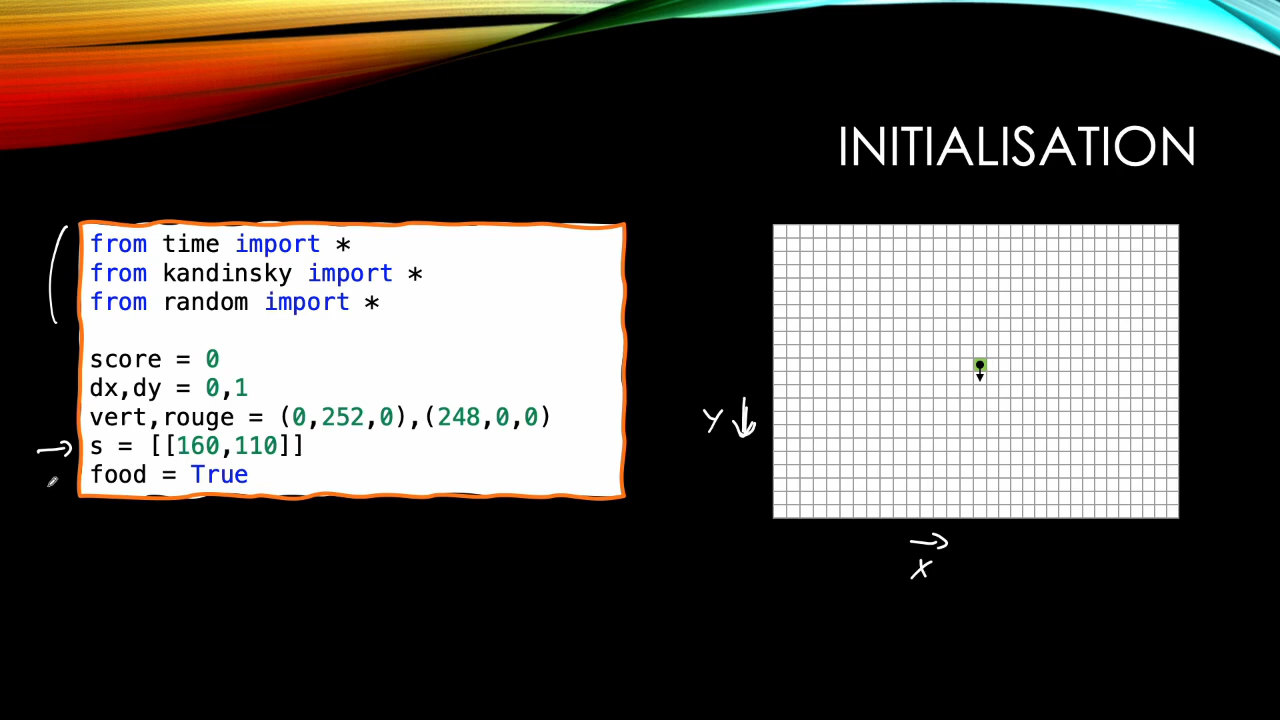 INITIALISATION
from time import *
from kandinsky import *
from random import *
score = 0
dx,dy = 0,1
vert,rouge = (0,252,0),(248,0,0)
s = [[160,110]]
food = True
Y
X